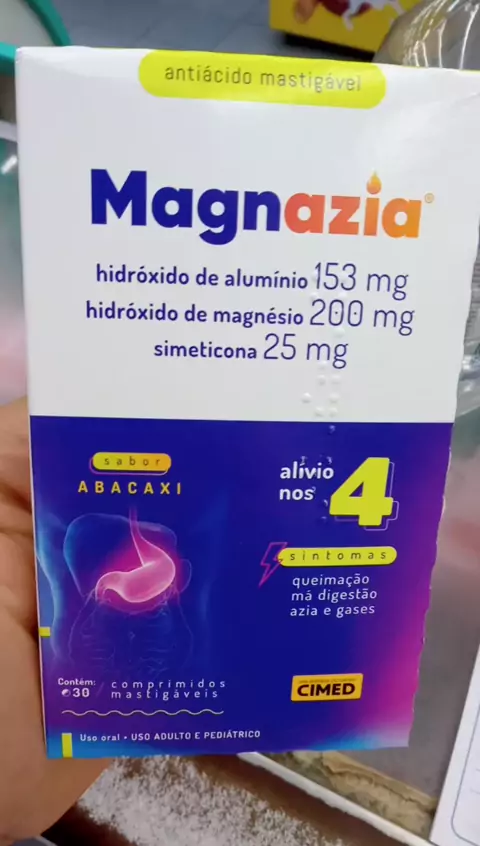 antiácido mastigável
Magnazia®
hidróxido de alumínio 153 mg
hidróxido de magnésio 200 mg
simeticona 25 mg
sabor
ABACAXI
alívio
nos 4
sintomas
queimação
má digestão
azia e gases
Contém:
30 comprimidos
mastigáveis
CIMED
Uso oral • USO ADULTO E PEDIÁTRICO